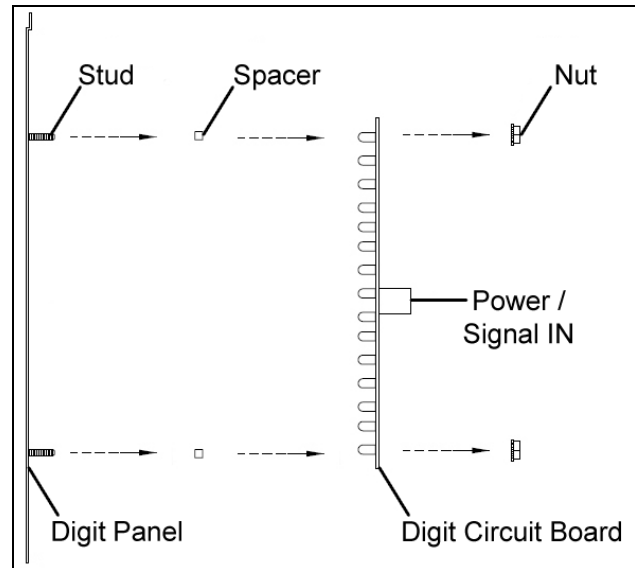 Stud
Spacer
Nut
Power /
Signal IN
Digit Panel
Digit Circuit Board